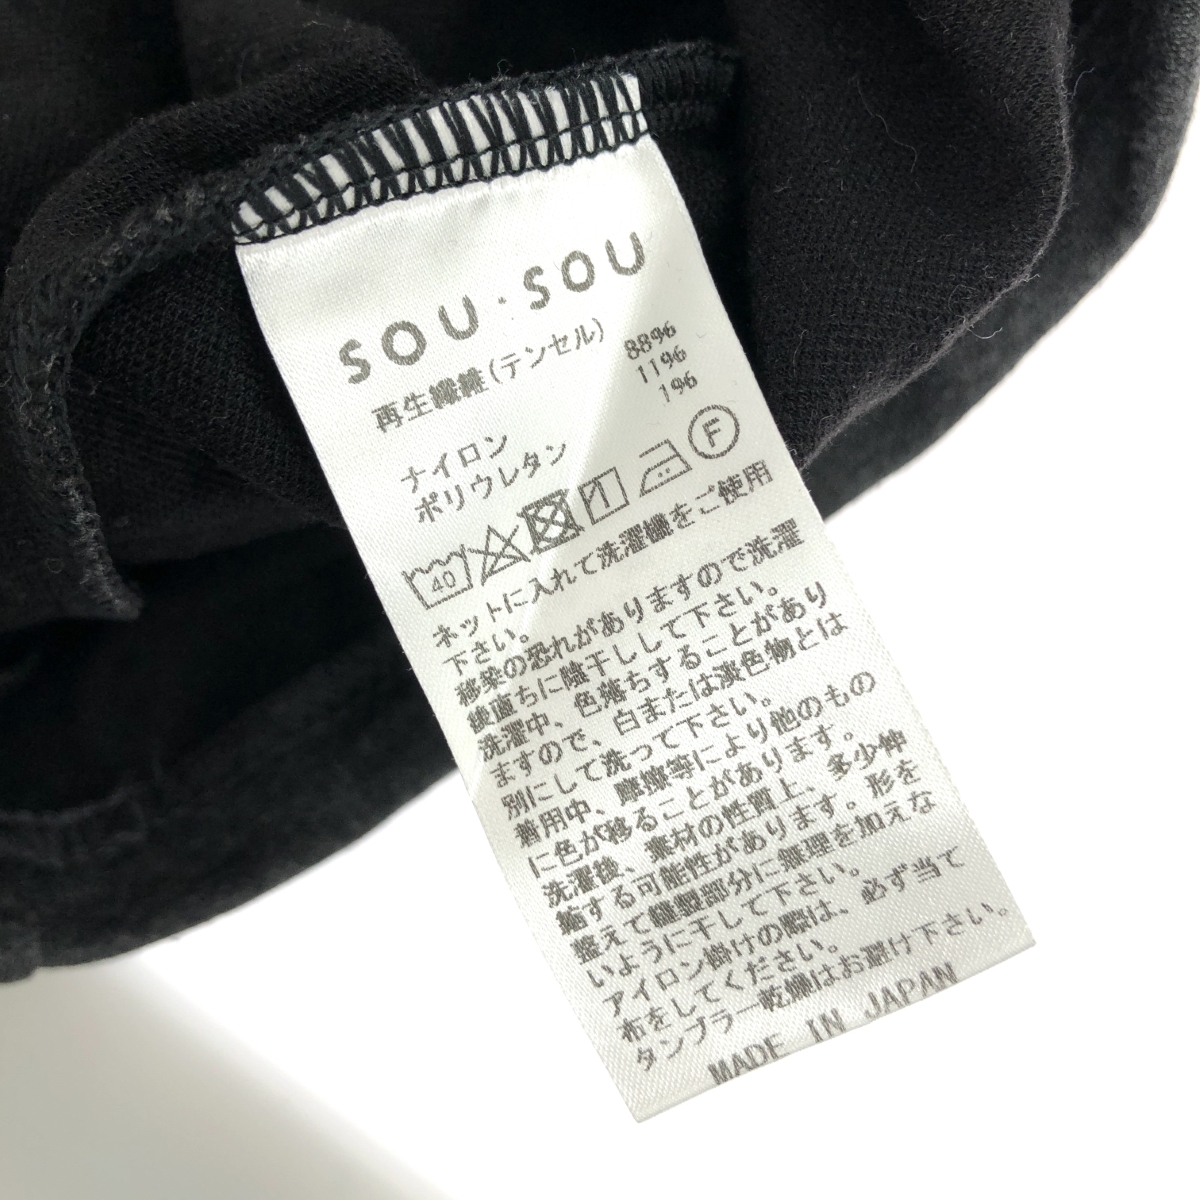 SOU・SOU
再生繊維(テンセル) 88%
ナイロン 11%
ポリウレタン 1%
40 F
ネットに入れて洗濯機をご使用
下さい。
移染の恐れがありますので洗濯
後直ちに陰干しして下さい。
洗濯中、色落ちすることがあり
ますので、白または淡色物とは
別にして洗って下さい。
着用中、摩擦等により他のもの
に色が移ることがあります。
洗濯後、素材の性質上、多少伸
縮する可能性があります。形を
整えて縫製部分に無理を加えな
いように干して下さい。
アイロン掛けの際は、必ず当て
布をしてください。
タンブラー乾燥はお避け下さい。
MADE IN JAPAN